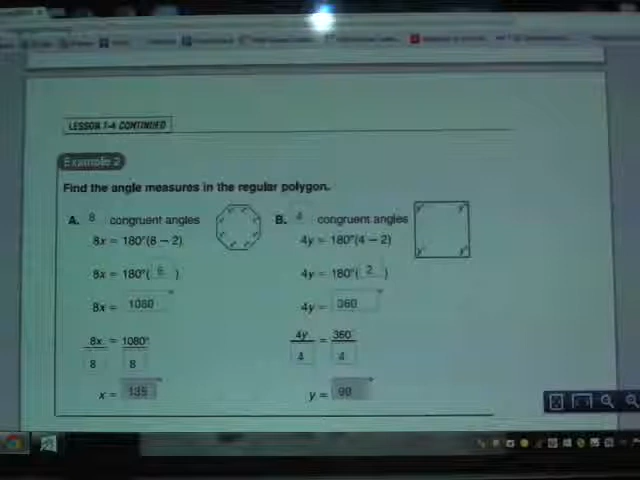 LESSON 1-4 CONTINUED
Example 2
Find the angle measures in the regular polygon.
A. 8 congruent angles
8x = 180°(8 − 2)
8x = 180°( 6 )
8x = 1080°
8x = 1080°
8 8
x = 135°
B. 4 congruent angles
4y = 180°(4 − 2)
4y = 180°( 2 )
4y = 360°
4y = 360°
4 4
y = 90°